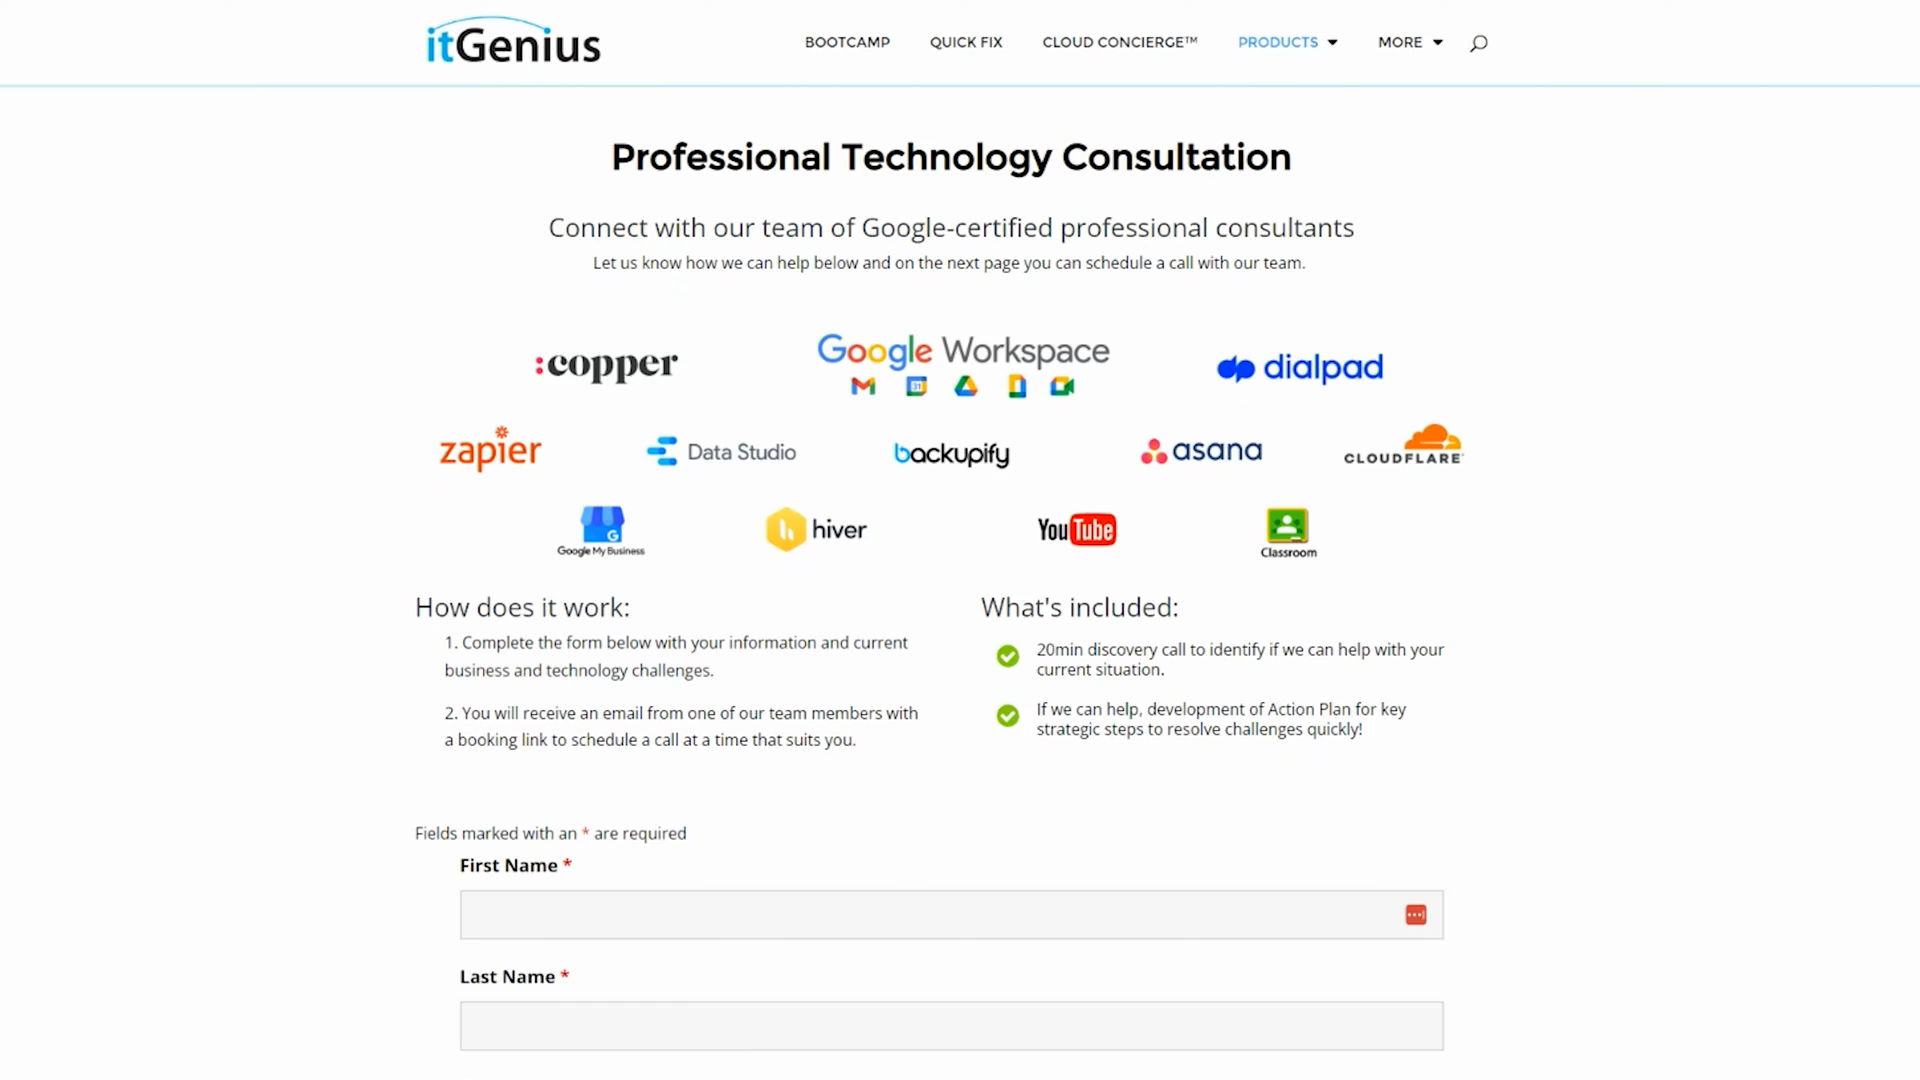 itGenius
BOOTCAMP
QUICK FIX
CLOUD CONCIERGE™
PRODUCTS
MORE
Professional Technology Consultation
Connect with our team of Google-certified professional consultants
Let us know how we can help below and on the next page you can schedule a call with our team.
:copper
Google Workspace
31
dialpad
zapier
Data Studio
backupify
asana
CLOUDFLARE
G
Google My Business
h
hiver
YouTube
Classroom
How does it work:
1. Complete the form below with your information and current
business and technology challenges.
2. You will receive an email from one of our team members with
a booking link to schedule a call at a time that suits you.
What's included:
20min discovery call to identify if we can help with your
current situation.
If we can help, development of Action Plan for key
strategic steps to resolve challenges quickly!
Fields marked with an * are required
First Name *
Last Name *